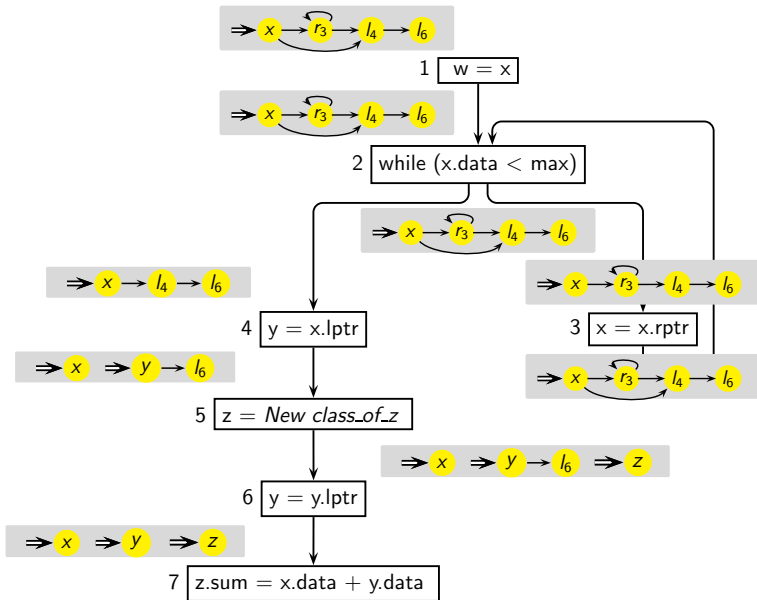 x r3 l4 l6
1 w = x
x r3 l4 l6
2 while (x.data < max)
x r3 l4 l6
x l4 l6
x r3 l4 l6
4 y = x.lptr
3 x = x.rptr
x y l6
x r3 l4 l6
5 z = New class_of_z
x y l6 z
6 y = y.lptr
x y z
7 z.sum = x.data + y.data